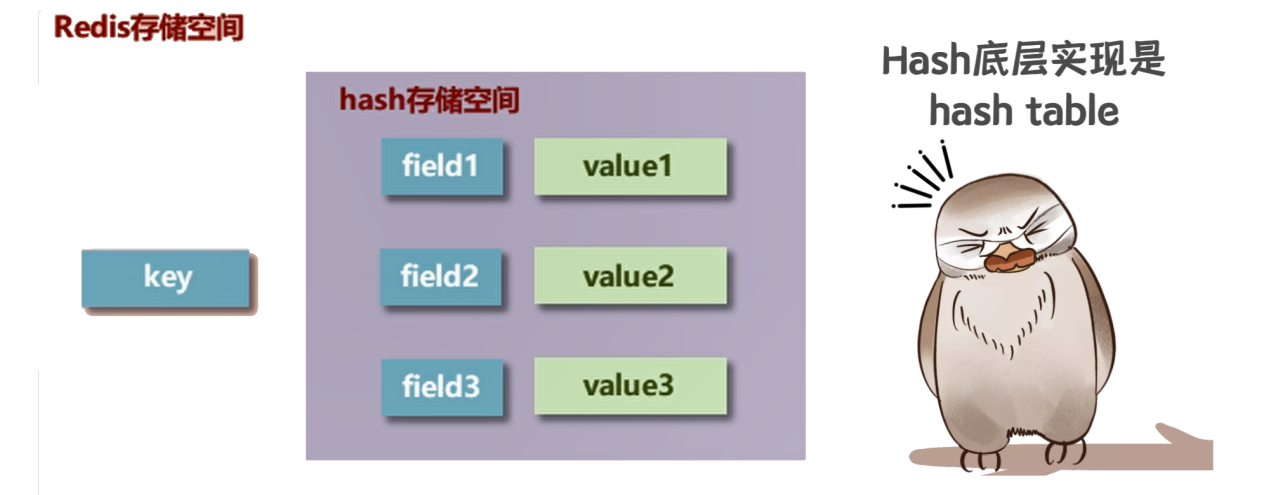 Redis存储空间
Hash底层实现是
hash table
hash存储空间
field1 value1
key
field2 value2
field3 value3